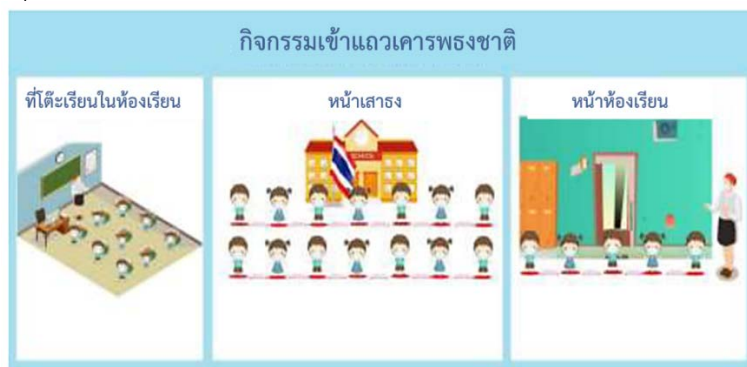 กิจกรรมเข้าแถวเคารพธงชาติ
ที่โต๊ะเรียนในห้องเรียน
หน้าเสาธง
หน้าห้องเรียน
SCHOOL